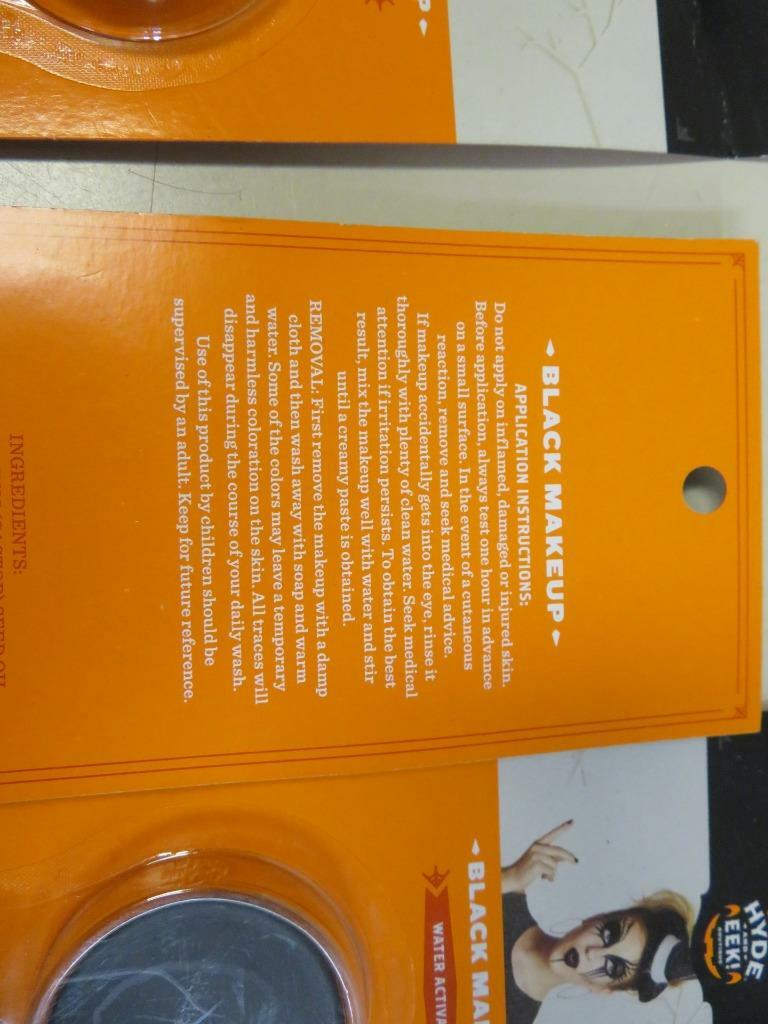 ◆BLACK MAKEUP◆
APPLICATION INSTRUCTIONS:
Do not apply on inflamed, damaged or injured skin.
Before application, always test one hour in advance
on a small surface. In the event of a cutaneous
reaction, remove and seek medical advice.
If makeup accidentally gets into the eye, rinse it
thoroughly with plenty of clean water. Seek medical
attention if irritation persists. To obtain the best
result, mix the makeup well with water and stir
until a creamy paste is obtained.
REMOVAL: First remove the makeup with a damp
cloth and then wash away with soap and warm
water. Some of the colors may leave a temporary
and harmless coloration on the skin. All traces will
disappear during the course of your daily wash.
Use of this product by children should be
supervised by an adult. Keep for future reference.
INGREDIENTS:
HYDE
AND
EEK!
BOUTIQUE
◆BLACK MA
WATER ACTIVA
P◆